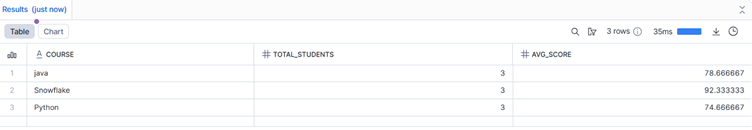 Results (just now)
Table Chart 3 rows 35ms
COURSE TOTAL_STUDENTS AVG_SCORE
1 java 3 78.666667
2 Snowflake 3 92.333333
3 Python 3 74.666667